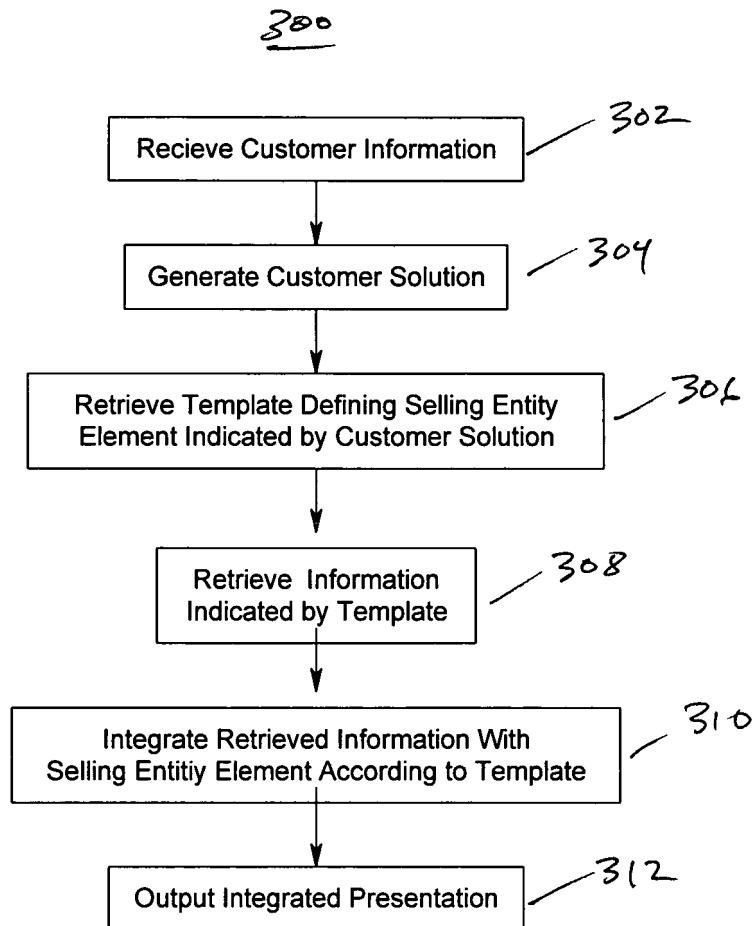 300
Recieve Customer Information
302
Generate Customer Solution
304
Retrieve Template Defining Selling Entity
Element Indicated by Customer Solution
306
Retrieve Information
Indicated by Template
308
Integrate Retrieved Information With
Selling Entitiy Element According to Template
310
Output Integrated Presentation
312